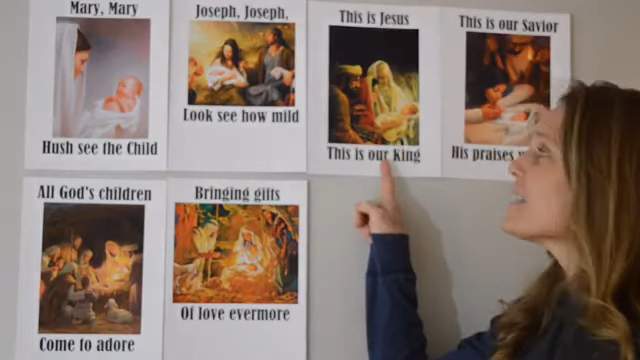 Mary, Mary
Hush see the Child
Joseph, Joseph,
Look see how mild
This is Jesus
This is our King
This is our Savior
His praises
All God's children
Come to adore
Bringing gifts
Of love evermore